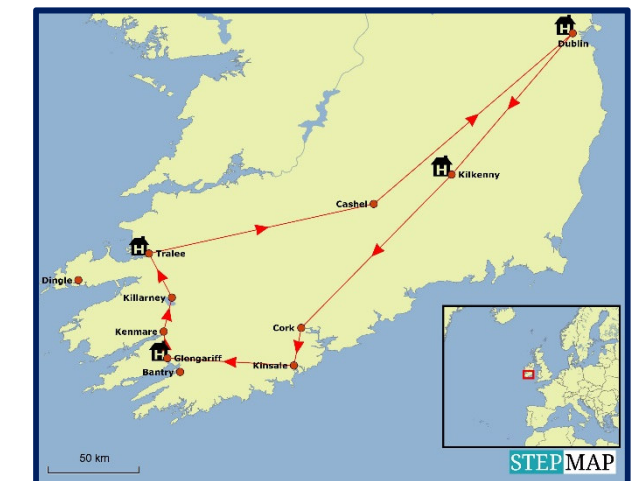 H
Dublin
H
Kilkenny
Cashel
H
Tralee
Dingle
Killarney
Kenmare
Cork
H
Glengariff
Kinsale
Bantry
50 km
STEPMAP